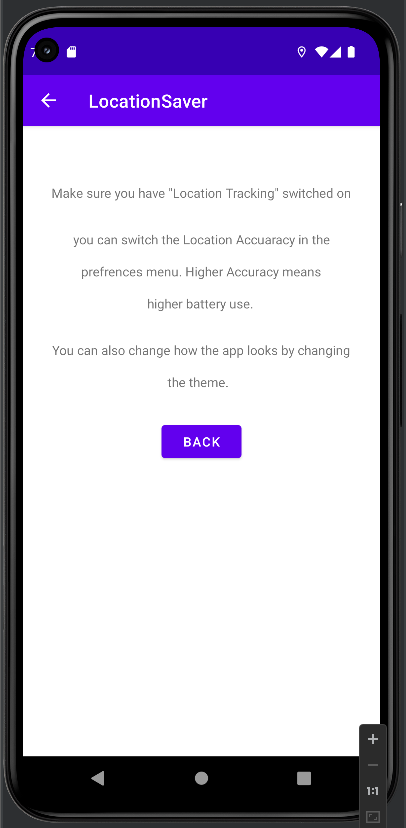 LocationSaver
Make sure you have "Location Tracking" switched on
you can switch the Location Accuaracy in the
prefrences menu. Higher Accuracy means
higher battery use.
You can also change how the app looks by changing
the theme.
BACK
1:1